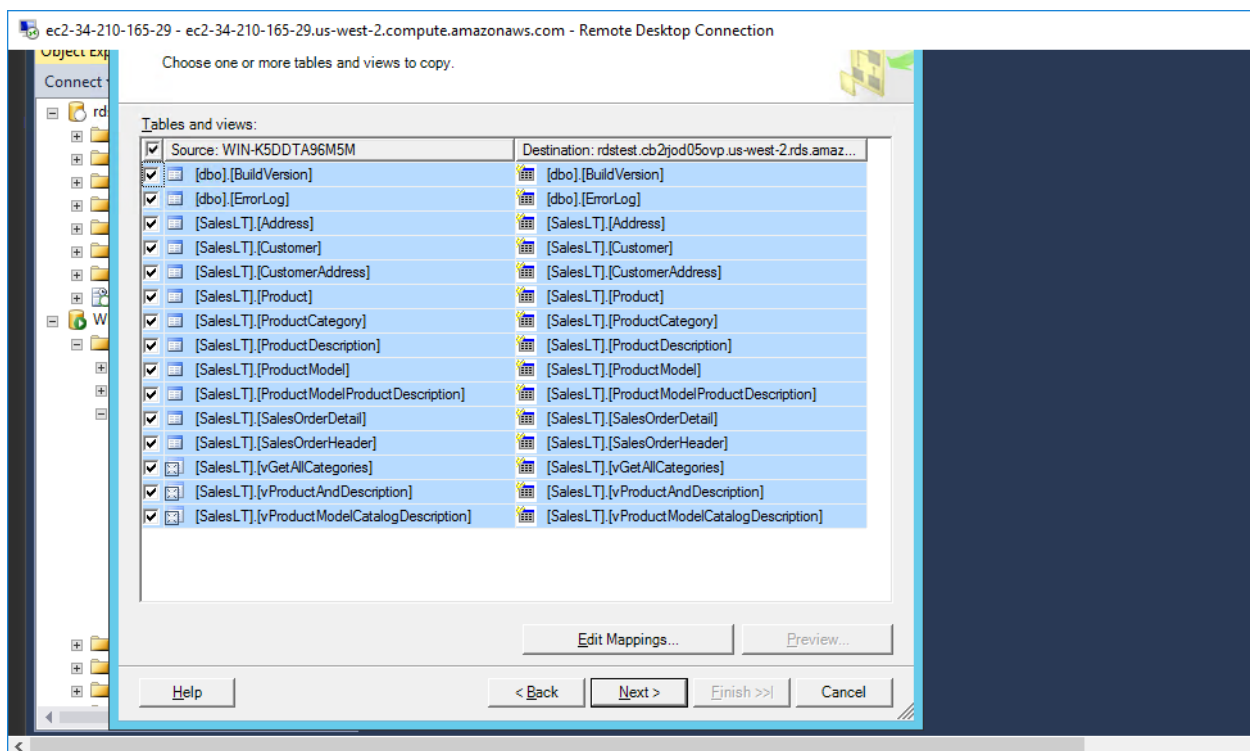 ec2-34-210-165-29 - ec2-34-210-165-29.us-west-2.compute.amazonaws.com - Remote Desktop Connection
Object Exp
Connect
rd
W
Choose one or more tables and views to copy.
Tables and views:
Source: WIN-K5DDTA96M5M Destination: rdstest.cb2rjod05ovp.us-west-2.rds.amaz...
[dbo].[BuildVersion] [dbo].[BuildVersion]
[dbo].[ErrorLog] [dbo].[ErrorLog]
[SalesLT].[Address] [SalesLT].[Address]
[SalesLT].[Customer] [SalesLT].[Customer]
[SalesLT].[CustomerAddress] [SalesLT].[CustomerAddress]
[SalesLT].[Product] [SalesLT].[Product]
[SalesLT].[ProductCategory] [SalesLT].[ProductCategory]
[SalesLT].[ProductDescription] [SalesLT].[ProductDescription]
[SalesLT].[ProductModel] [SalesLT].[ProductModel]
[SalesLT].[ProductModelProductDescription] [SalesLT].[ProductModelProductDescription]
[SalesLT].[SalesOrderDetail] [SalesLT].[SalesOrderDetail]
[SalesLT].[SalesOrderHeader] [SalesLT].[SalesOrderHeader]
[SalesLT].[vGetAllCategories] [SalesLT].[vGetAllCategories]
[SalesLT].[vProductAndDescription] [SalesLT].[vProductAndDescription]
[SalesLT].[vProductModelCatalogDescription] [SalesLT].[vProductModelCatalogDescription]
Edit Mappings... Preview...
Help < Back Next > Finish >>| Cancel